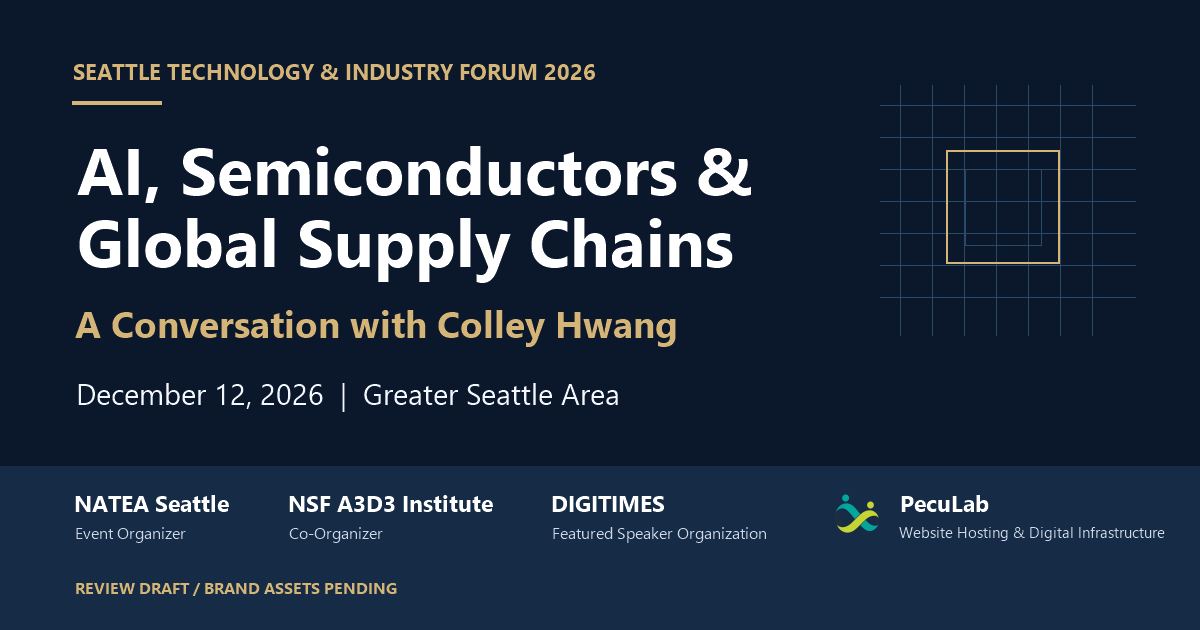 SEATTLE TECHNOLOGY & INDUSTRY FORUM 2026
AI, Semiconductors &
Global Supply Chains
A Conversation with Colley Hwang
December 12, 2026 | Greater Seattle Area
NATEA Seattle
Event Organizer
NSF A3D3 Institute
Co-Organizer
DIGITIMES
Featured Speaker Organization
PecuLab
Website Hosting & Digital Infrastructure
REVIEW DRAFT / BRAND ASSETS PENDING